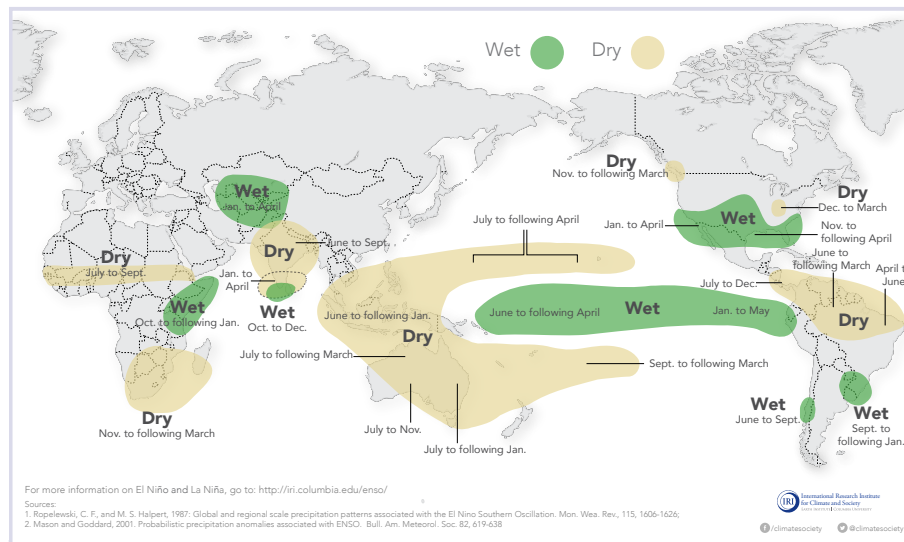 Wet
Dry
Dry
Nov. to following March
Dry
Dec. to March
Wet
Jan. to April
Wet
Jan. to April
Nov. to
following April
July to following April
Dry
June to Sept.
Dry
July to Sept.
Jan. to
April
June to
following March
April to
June
July to Dec.
Wet
Oct. to following Jan.
Wet
Oct. to Dec.
June to following Jan.
Dry
June to following April
Wet
Jan. to May
Dry
July to following March
Sept. to following March
Dry
Nov. to following March
July to Nov.
July to following Jan.
Wet
June to Sept.
Wet
Sept. to
following Jan.
For more information on El Niño and La Niña, go to: http://iri.columbia.edu/enso/
Sources:
1. Ropelewski, C. F., and M. S. Halpert, 1987: Global and regional scale precipitation patterns associated with the El Nino Southern Oscillation. Mon. Wea. Rev., 115, 1606-1626;
2. Mason and Goddard, 2001. Probabilistic precipitation anomalies associated with ENSO. Bull. Am. Meteorol. Soc. 82, 619-638
IRI
International Research Institute
for Climate and Society
EARTH INSTITUTE | COLUMBIA UNIVERSITY
/climatesociety
@climatesociety